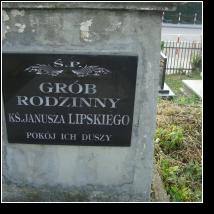 Ś.P.
GRÓB
RODZINNY
KS.JANUSZA LIPSKIEGO
POKÓJ ICH DUSZY